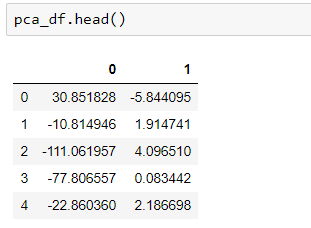 pca_df.head()
0 1
0 30.851828 -5.844095
1 -10.814946 1.914741
2 -111.061957 4.096510
3 -77.806557 0.083442
4 -22.860360 2.186698